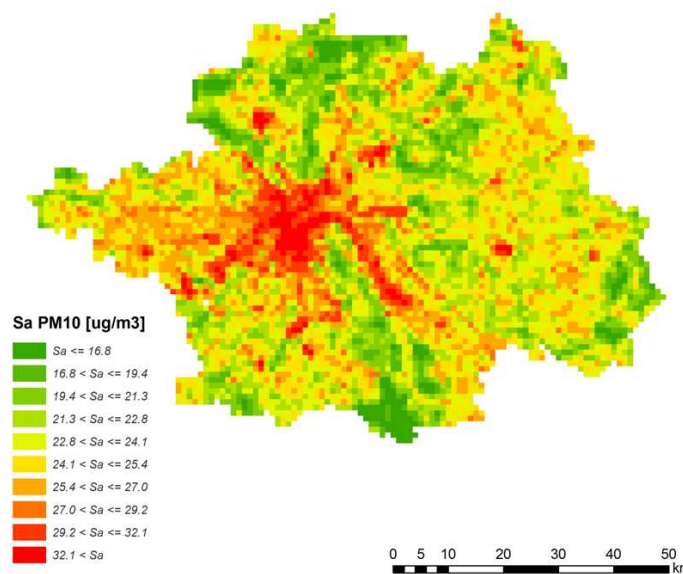 Sa PM10 [ug/m3]
Sa <= 16.8
16.8 < Sa <= 19.4
19.4 < Sa <= 21.3
21.3 < Sa <= 22.8
22.8 < Sa <= 24.1
24.1 < Sa <= 25.4
25.4 < Sa <= 27.0
27.0 < Sa <= 29.2
29.2 < Sa <= 32.1
32.1 < Sa
0 5 10 20 30 40 50
km